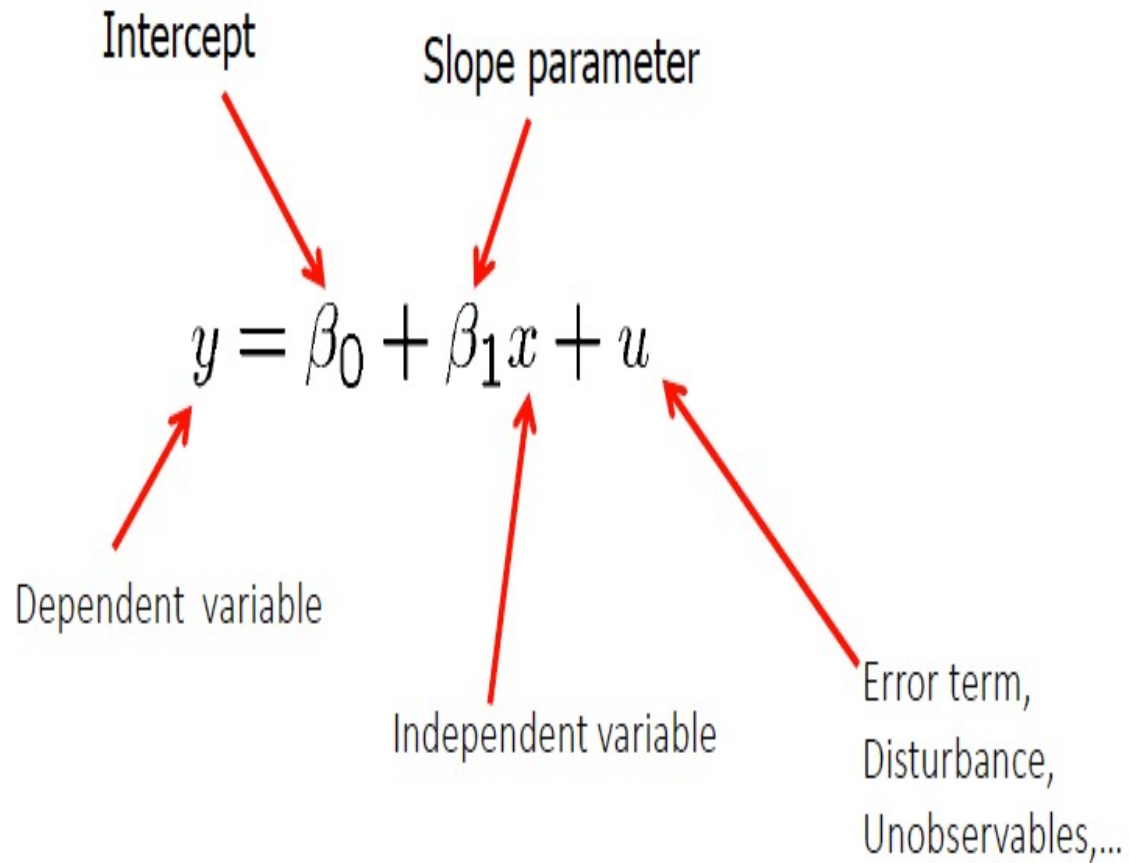 Intercept
Slope parameter
y = β₀ + β₁x + u
Dependent variable
Independent variable
Error term,
Disturbance,
Unobservables,...